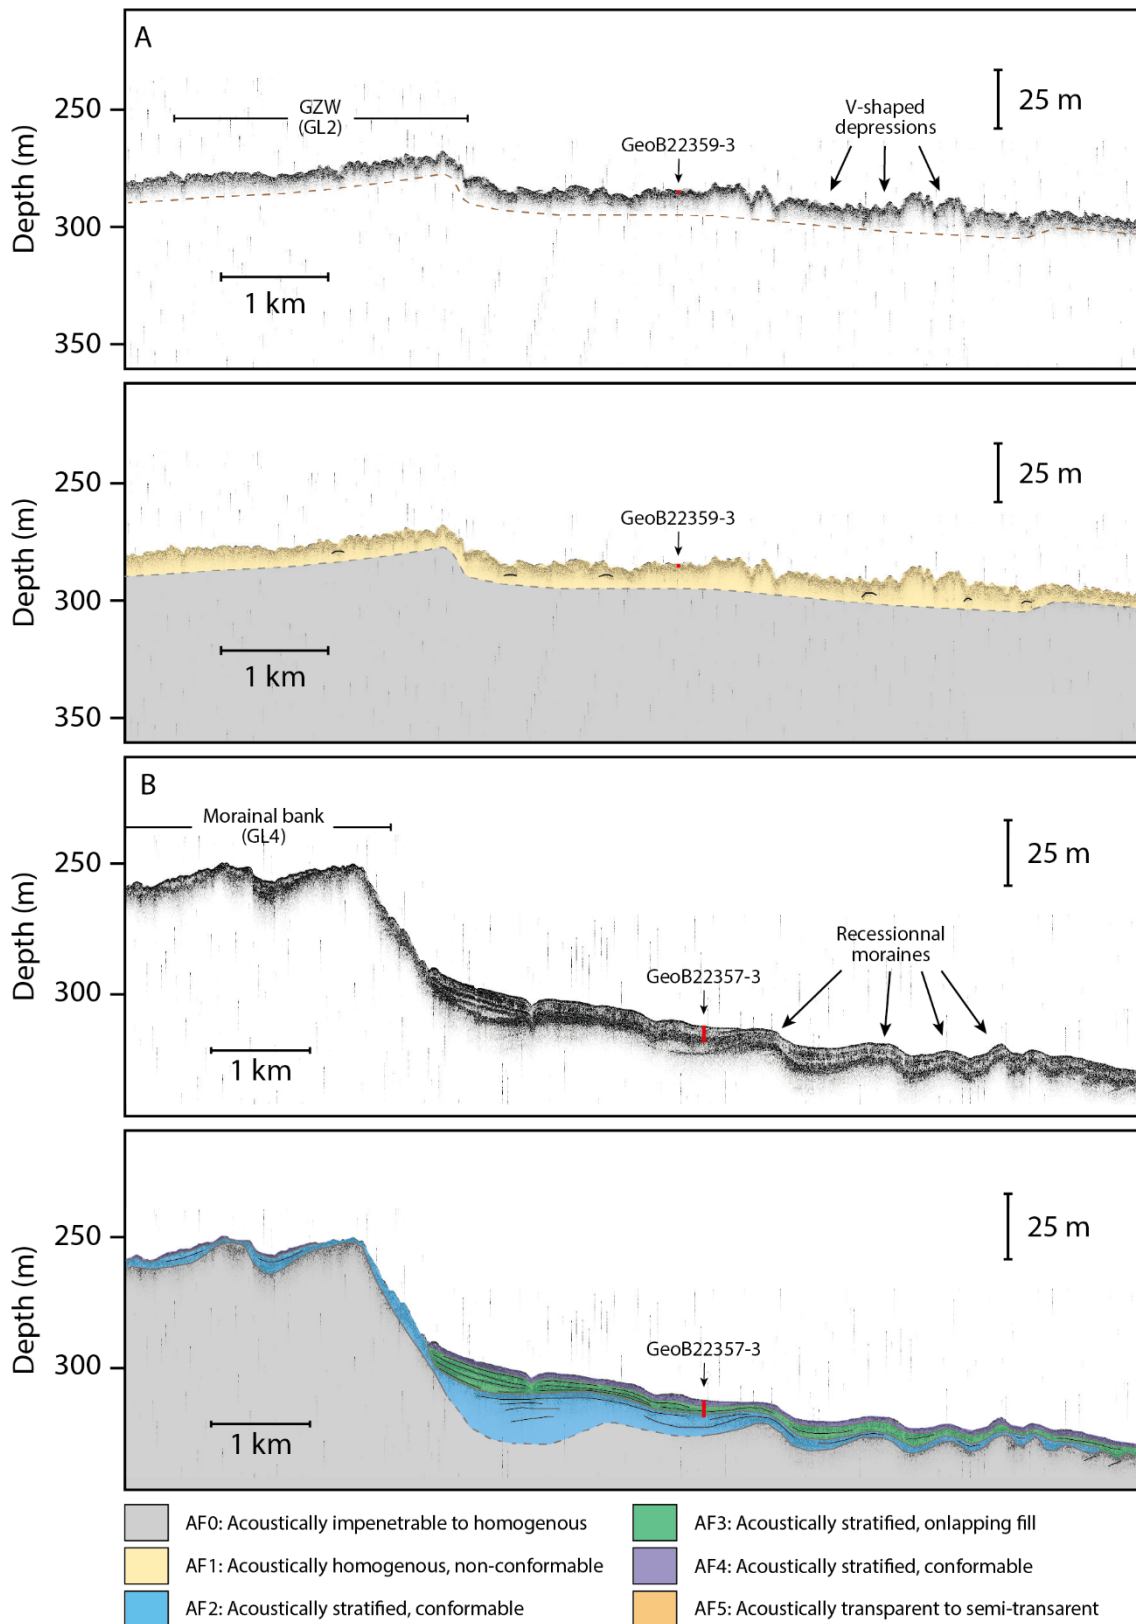 A
250
GZW
(GL2)
V-shaped
depressions
25 m
GeoB22359-3
Depth (m)
300
1 km
350
250
25 m
GeoB22359-3
Depth (m)
300
1 km
350
B
Morainal bank
(GL4)
25 m
250
Recessionnal
moraines
GeoB22357-3
Depth (m)
300
1 km
25 m
250
GeoB22357-3
Depth (m)
300
1 km
AF0: Acoustically impenetrable to homogenous
AF1: Acoustically homogenous, non-conformable
AF2: Acoustically stratified, conformable
AF3: Acoustically stratified, onlapping fill
AF4: Acoustically stratified, conformable
AF5: Acoustically transparent to semi-transarent